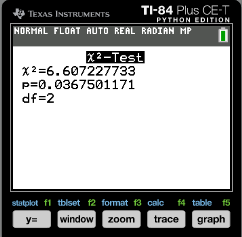 TEXAS INSTRUMENTS TI-84 Plus CE-T
PYTHON EDITION
NORMAL FLOAT AUTO REAL RADIAN MP
χ²-Test
χ²=6.607227733
p=0.0367501171
df=2
statplot f1 tblset f2 format f3 calc f4 table f5
y= window zoom trace graph